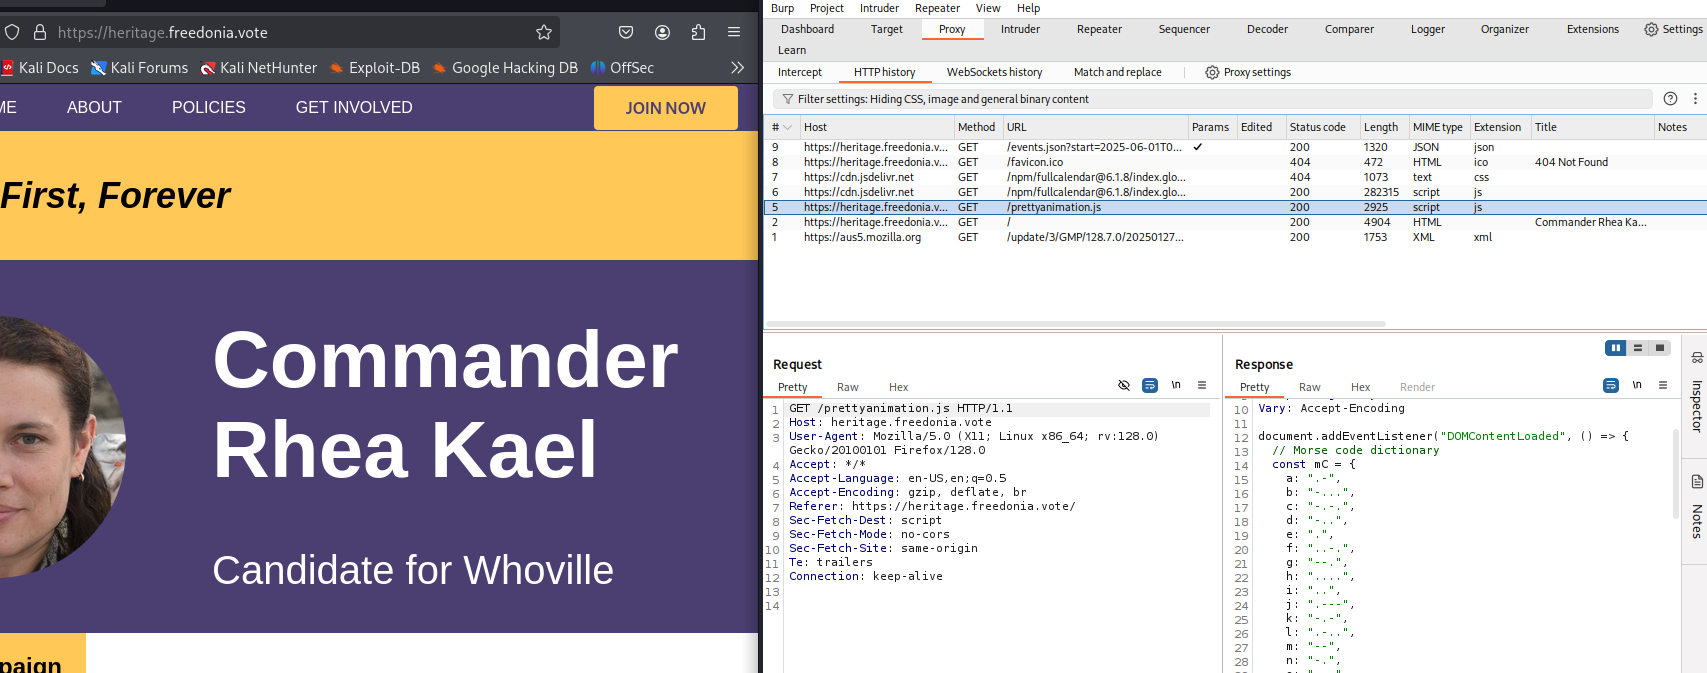 https://heritage.freedonia.vote
Kali Docs Kali Forums Kali NetHunter Exploit-DB Google Hacking DB OffSec
ME ABOUT POLICIES GET INVOLVED JOIN NOW
First, Forever
Commander
Rhea Kael
Candidate for Whoville
paign
Burp Project Intruder Repeater View Help
Dashboard Target Proxy Intruder Repeater Sequencer Decoder Comparer Logger Organizer Extensions Settings
Learn
Intercept HTTP history WebSockets history Match and replace Proxy settings
Filter settings: Hiding CSS, image and general binary content
# Host Method URL Params Edited Status code Length MIME type Extension Title Notes
9 https://heritage.freedonia.v... GET /events.json?start=2025-06-01T0... ✓ 200 1320 JSON json
8 https://heritage.freedonia.v... GET /favicon.ico 404 472 HTML ico 404 Not Found
7 https://cdn.jsdelivr.net GET /npm/fullcalendar@6.1.8/index.glo... 404 1073 text css
6 https://cdn.jsdelivr.net GET /npm/fullcalendar@6.1.8/index.glo... 200 282315 script js
5 https://heritage.freedonia.v... GET /prettyanimation.js 200 2925 script js
2 https://heritage.freedonia.v... GET / 200 4904 HTML Commander Rhea Ka...
1 https://aus5.mozilla.org GET /update/3/GMP/128.7.0/20250127... 200 1753 XML xml
Request
Pretty Raw Hex \n
1 GET /prettyanimation.js HTTP/1.1
2 Host: heritage.freedonia.vote
3 User-Agent: Mozilla/5.0 (X11; Linux x86_64; rv:128.0)
Gecko/20100101 Firefox/128.0
4 Accept: */*
5 Accept-Language: en-US,en;q=0.5
6 Accept-Encoding: gzip, deflate, br
7 Referer: https://heritage.freedonia.vote/
8 Sec-Fetch-Dest: script
9 Sec-Fetch-Mode: no-cors
10 Sec-Fetch-Site: same-origin
11 Te: trailers
12 Connection: keep-alive
13
14
Response
Pretty Raw Hex Render \n
10 Vary: Accept-Encoding
11
12 document.addEventListener("DOMContentLoaded", () => {
13 // Morse code dictionary
14 const mC = {
15 a: ".-",
16 b: "-...",
17 c: "-.-.",
18 d: "-..",
19 e: ".",
20 f: "..-.",
21 g: "--.",
22 h: "....",
23 i: "..",
24 j: ".---",
25 k: "-.-",
26 l: ".-..",
27 m: "--",
28 n: "-.",
Inspector
Notes